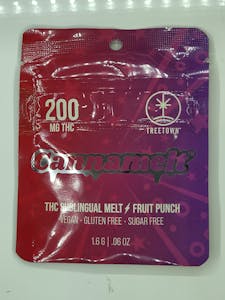 200
MG THC
TREETOWN
Cannamelt
THC SUBLINGUAL MELT FRUIT PUNCH
VEGAN - GLUTEN FREE - SUGAR FREE
1.6 G | .06 OZ